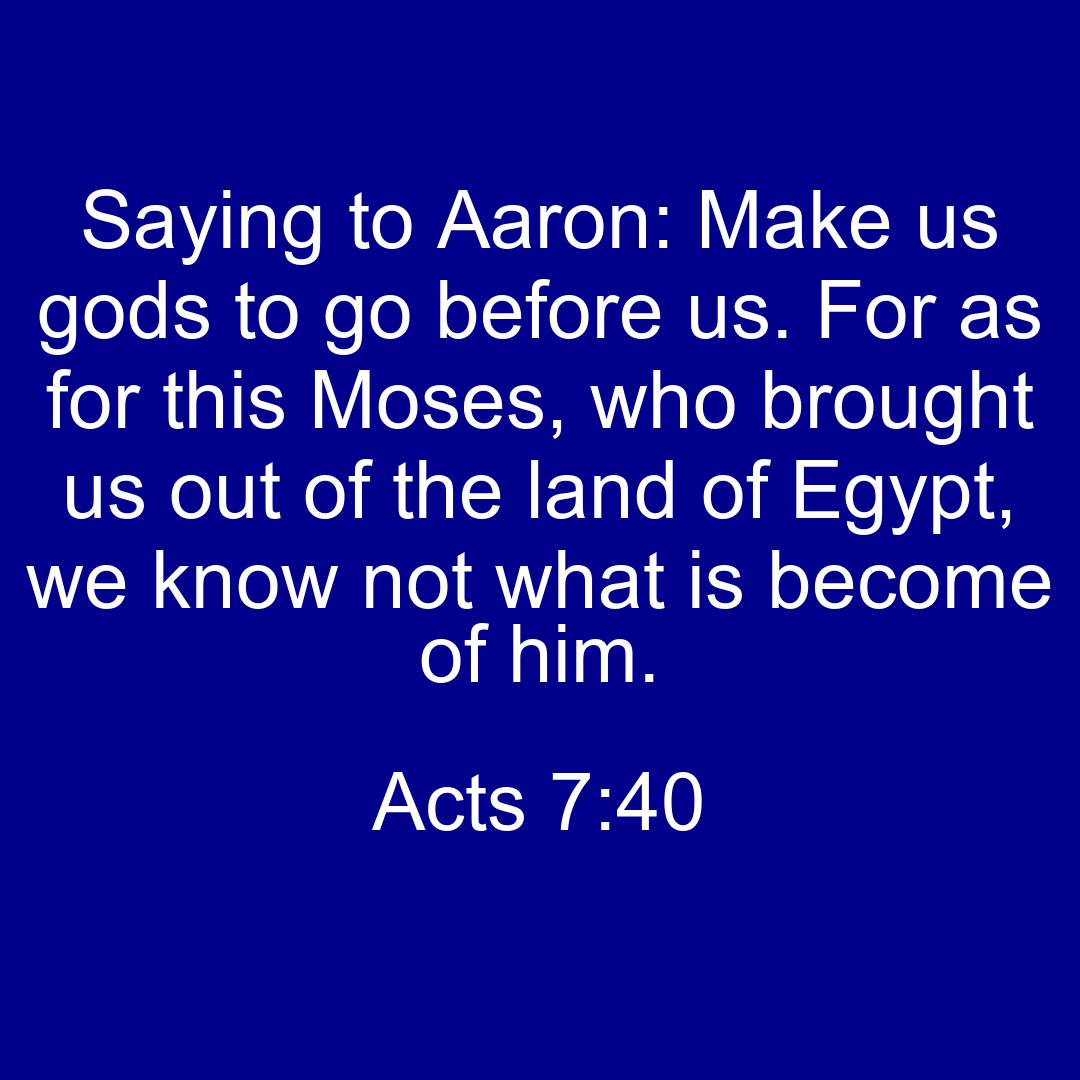 Saying to Aaron: Make us
gods to go before us. For as
for this Moses, who brought
us out of the land of Egypt,
we know not what is become
of him.
Acts 7:40